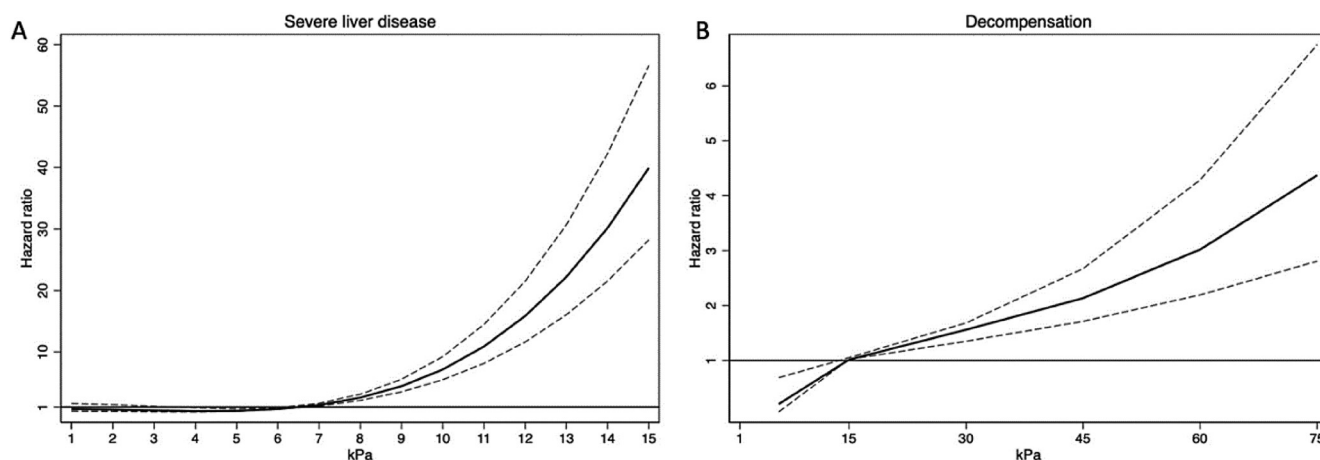 A
Severe liver disease
Hazard ratio
60
50
40
30
20
10
1
1 2 3 4 5 6 7 8 9 10 11 12 13 14 15
kPa
B
Decompensation
Hazard ratio
6
5
4
3
2
1
1 15 30 45 60 75
kPa